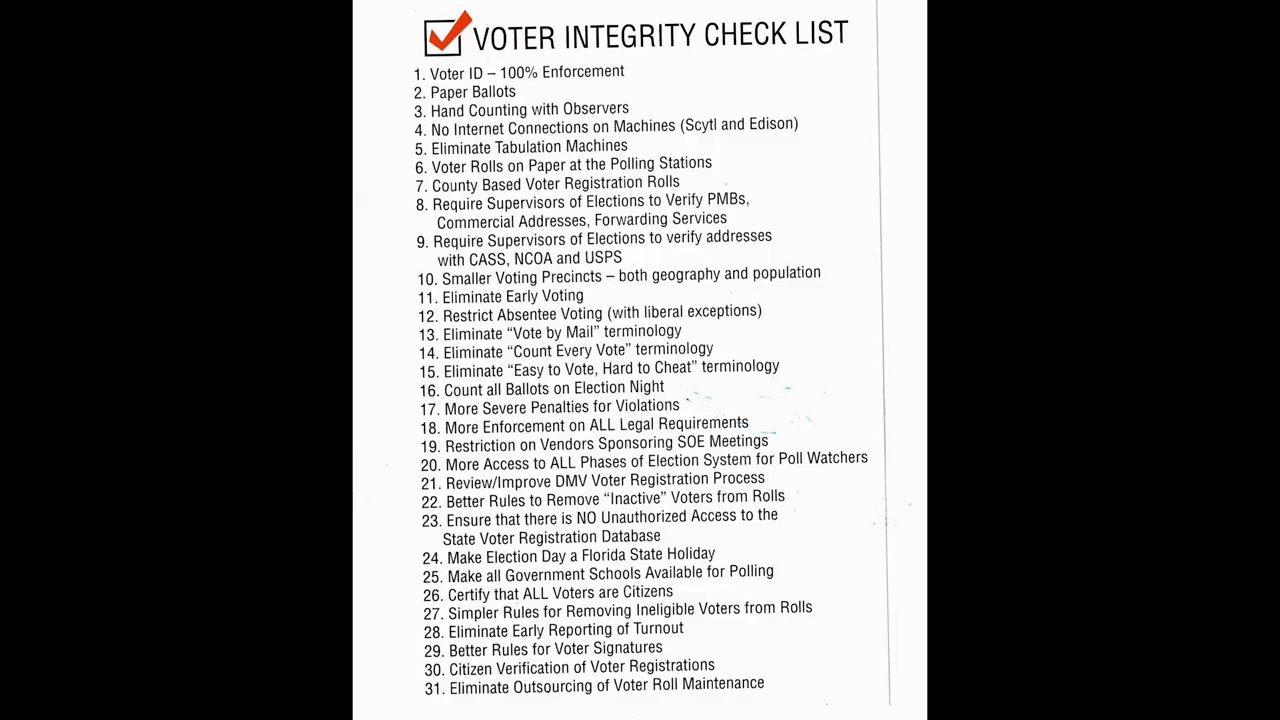 VOTER INTEGRITY CHECK LIST
1. Voter ID – 100% Enforcement
2. Paper Ballots
3. Hand Counting with Observers
4. No Internet Connections on Machines (Scytl and Edison)
5. Eliminate Tabulation Machines
6. Voter Rolls on Paper at the Polling Stations
7. County Based Voter Registration Rolls
8. Require Supervisors of Elections to Verify PMBs,
Commercial Addresses, Forwarding Services
9. Require Supervisors of Elections to verify addresses
with CASS, NCOA and USPS
10. Smaller Voting Precincts – both geography and population
11. Eliminate Early Voting
12. Restrict Absentee Voting (with liberal exceptions)
13. Eliminate “Vote by Mail” terminology
14. Eliminate “Count Every Vote” terminology
15. Eliminate “Easy to Vote, Hard to Cheat” terminology
16. Count all Ballots on Election Night
17. More Severe Penalties for Violations
18. More Enforcement on ALL Legal Requirements
19. Restriction on Vendors Sponsoring SOE Meetings
20. More Access to ALL Phases of Election System for Poll Watchers
21. Review/Improve DMV Voter Registration Process
22. Better Rules to Remove “Inactive” Voters from Rolls
23. Ensure that there is NO Unauthorized Access to the
State Voter Registration Database
24. Make Election Day a Florida State Holiday
25. Make all Government Schools Available for Polling
26. Certify that ALL Voters are Citizens
27. Simpler Rules for Removing Ineligible Voters from Rolls
28. Eliminate Early Reporting of Turnout
29. Better Rules for Voter Signatures
30. Citizen Verification of Voter Registrations
31. Eliminate Outsourcing of Voter Roll Maintenance